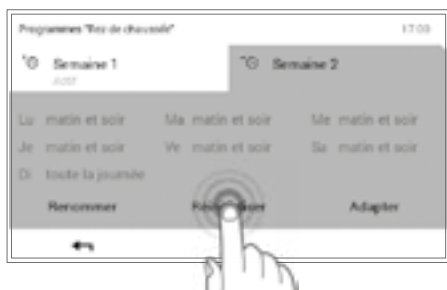 Programmes "Rez de chaussée" 17:03
Semaine 1 Semaine 2
Actif
Lu matin et soir Ma matin et soir Me matin et soir
Je matin et soir Ve matin et soir Sa matin et soir
Di toute la journée
Renommer Adapter